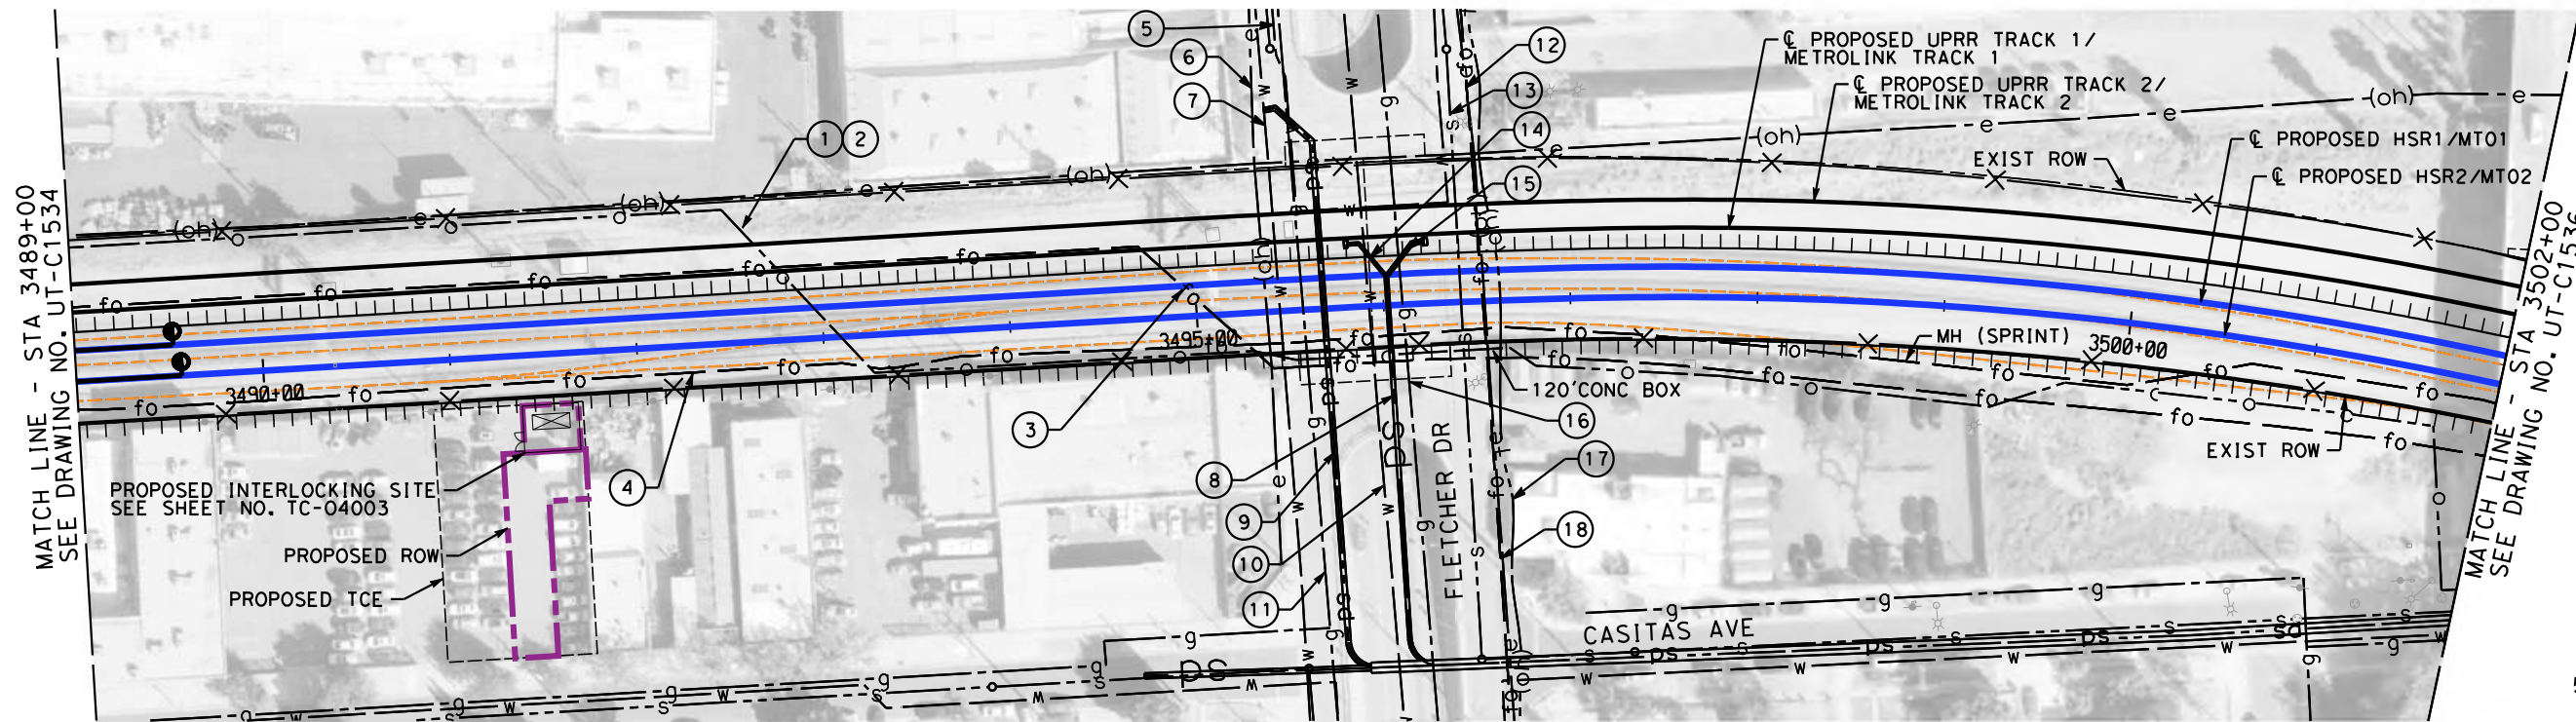 MATCH LINE - STA 3489+00
SEE DRAWING NO. UT-C1534
5
6
7
1 2
12
13
14
15
℄ PROPOSED UPRR TRACK 1/
METROLINK TRACK 1
℄ PROPOSED UPRR TRACK 2/
METROLINK TRACK 2
℄ PROPOSED HSR1/MT01
EXIST ROW
℄ PROPOSED HSR2/MT02
3490+00
3495+00
3500+00
MH (SPRINT)
120'CONC BOX
EXIST ROW
3
4
8
9
10
11
16
17
18
PROPOSED INTERLOCKING SITE
SEE SHEET NO. TC-04003
PROPOSED ROW
PROPOSED TCE
FLETCHER DR
CASITAS AVE
MATCH LINE - STA 3502+00
SEE DRAWING NO. UT-C1536